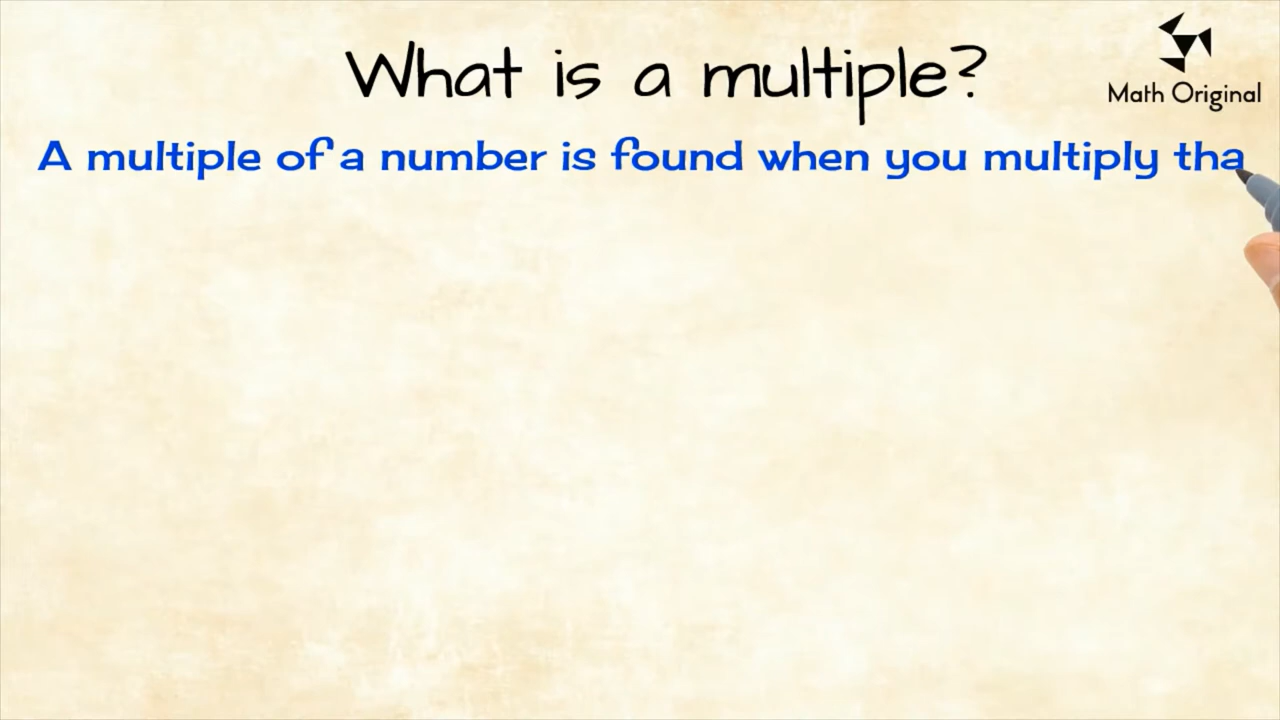 What is a multiple?
Math Original
A multiple of a number is found when you multiply tha